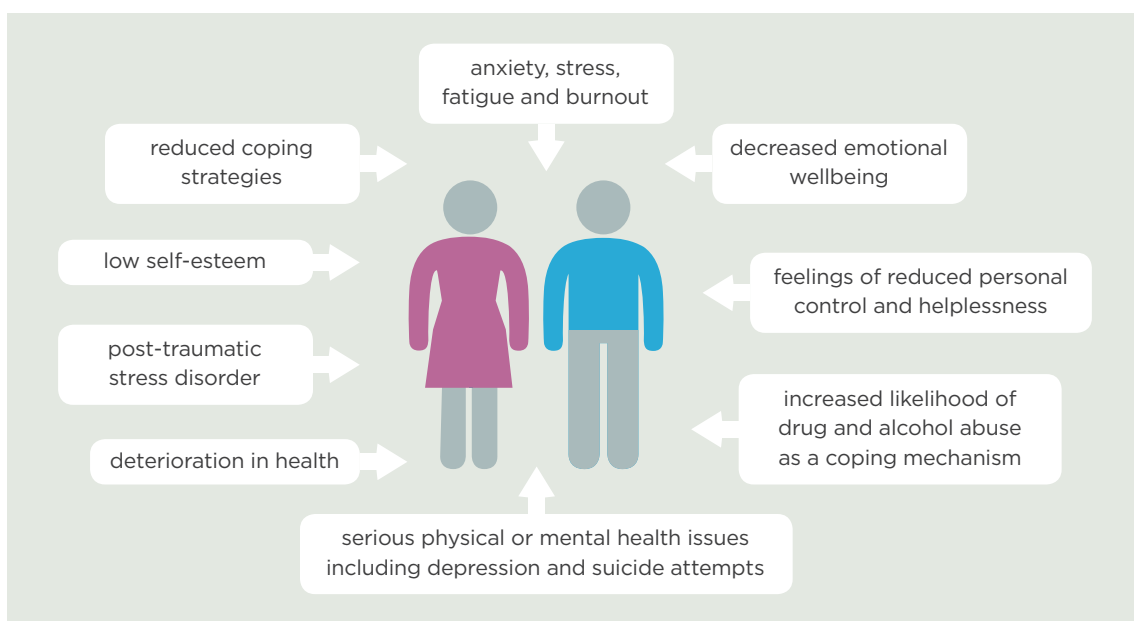 anxiety, stress,
fatigue and burnout
reduced coping
strategies
decreased emotional
wellbeing
low self-esteem
feelings of reduced personal
control and helplessness
post-traumatic
stress disorder
increased likelihood of
drug and alcohol abuse
as a coping mechanism
deterioration in health
serious physical or mental health issues
including depression and suicide attempts